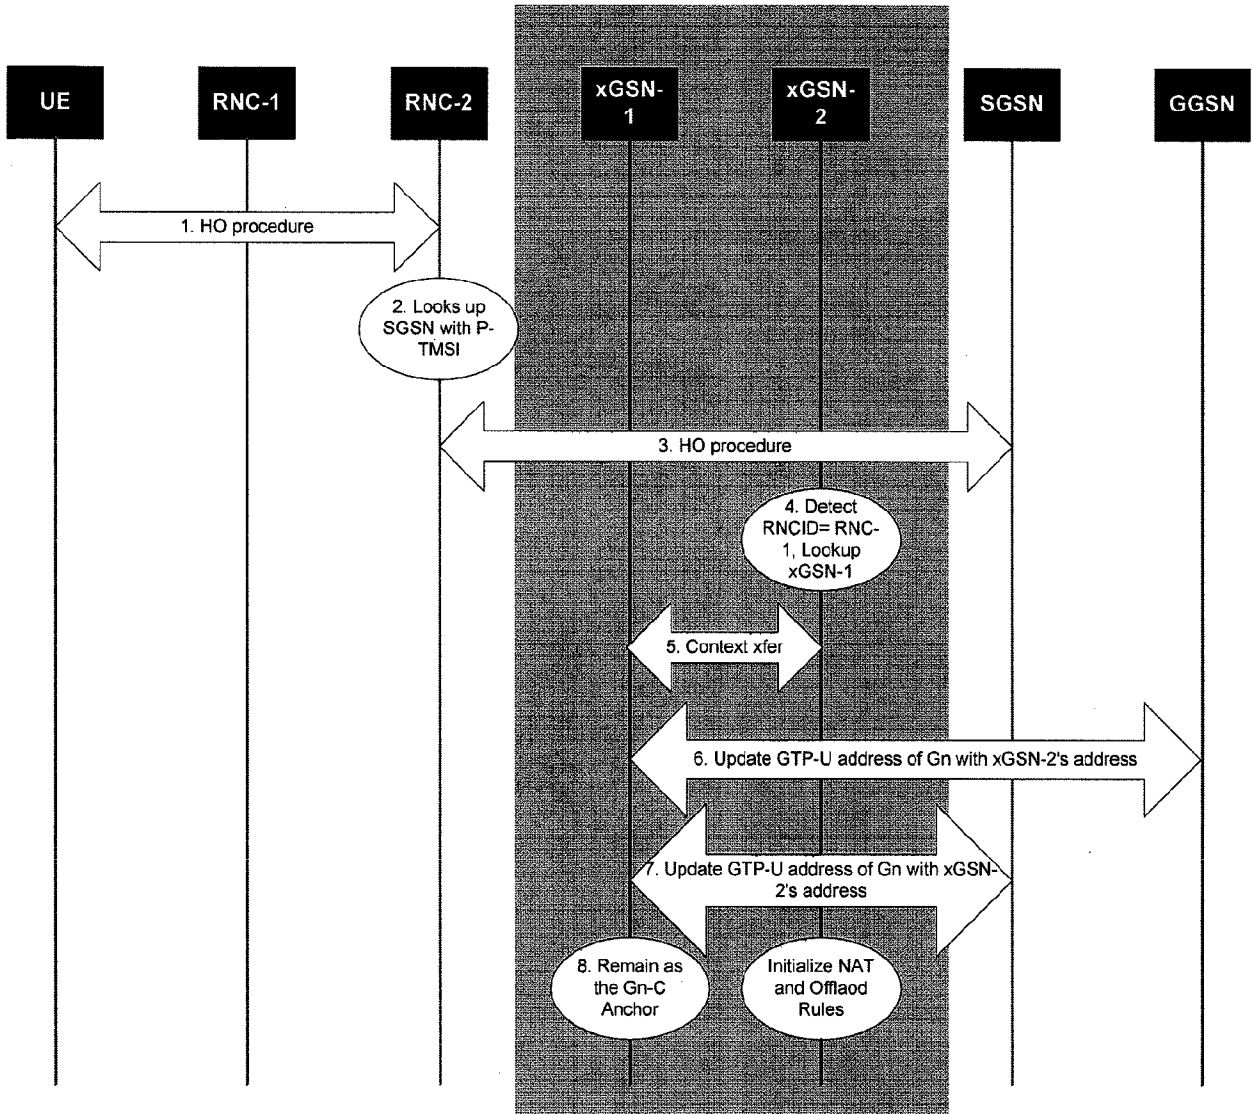 UE
RNC-1
RNC-2
xGSN-
1
xGSN-
2
SGSN
GGSN
1. HO procedure
2. Looks up
SGSN with P-
TMSI
3. HO procedure
4. Detect
RNCID= RNC-
1, Lookup
xGSN-1
5. Context xfer
6. Update GTP-U address of Gn with xGSN-2's address
7. Update GTP-U address of Gn with xGSN-
2's address
8. Remain as
the Gn-C
Anchor
Initialize NAT
and Offlaod
Rules